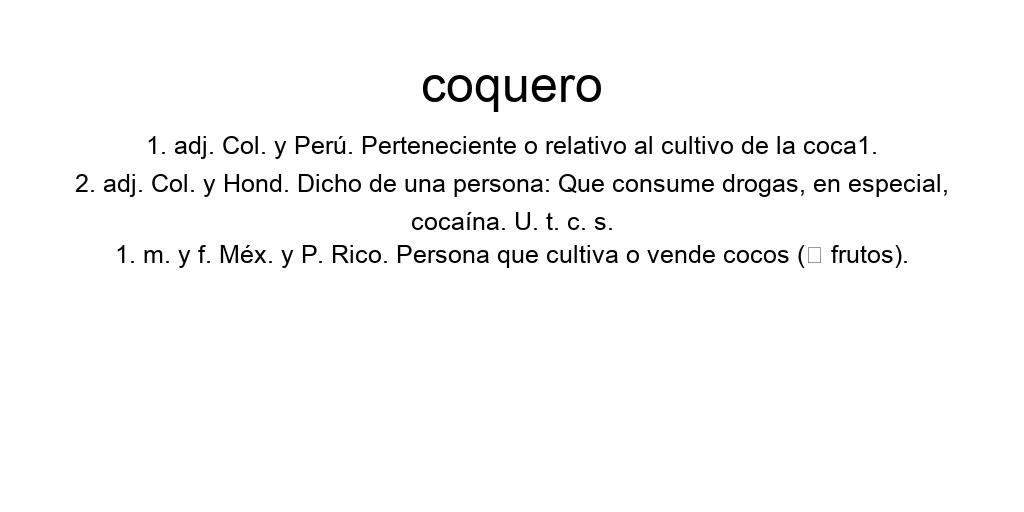 coquero
1. adj. Col. y Perú. Perteneciente o relativo al cultivo de la coca1.
2. adj. Col. y Hond. Dicho de una persona: Que consume drogas, en especial,
cocaína. U. t. c. s.
1. m. y f. Méx. y P. Rico. Persona que cultiva o vende cocos (□ frutos).